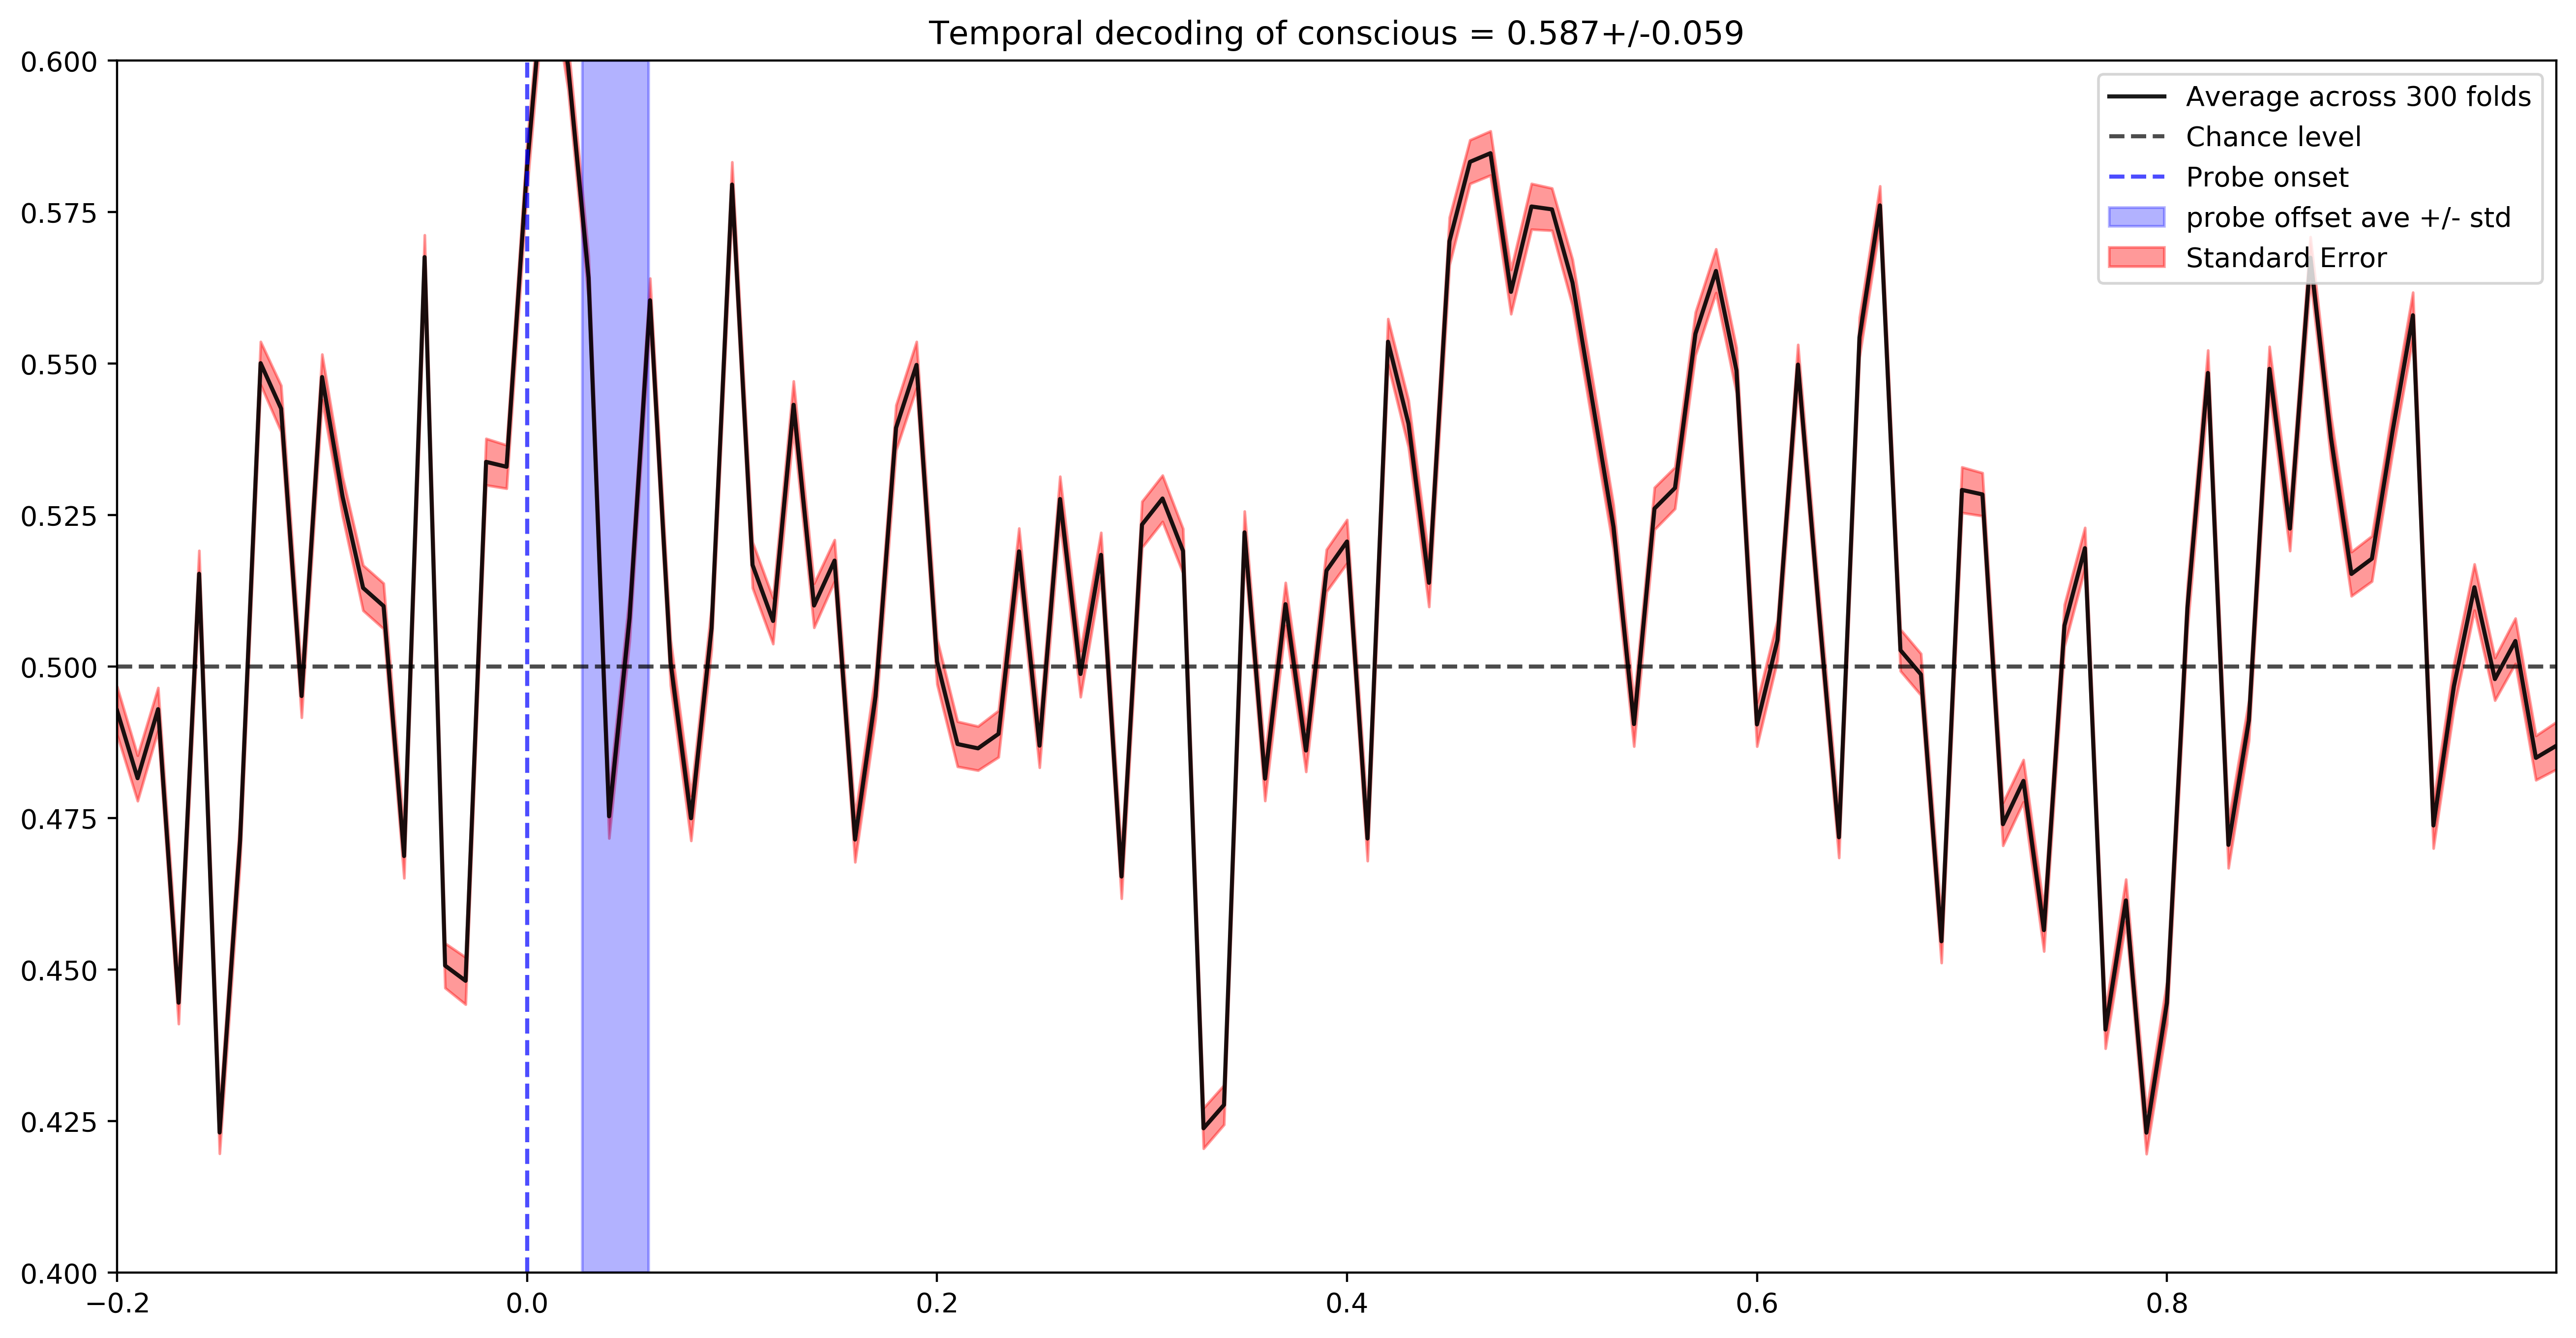 Temporal decoding of conscious = 0.587+/-0.059
0.600
0.575
0.550
0.525
0.500
0.475
0.450
0.425
0.400
Average across 300 folds
Chance level
Probe onset
probe offset ave +/- std
Standard Error
−0.2
0.0
0.2
0.4
0.6
0.8